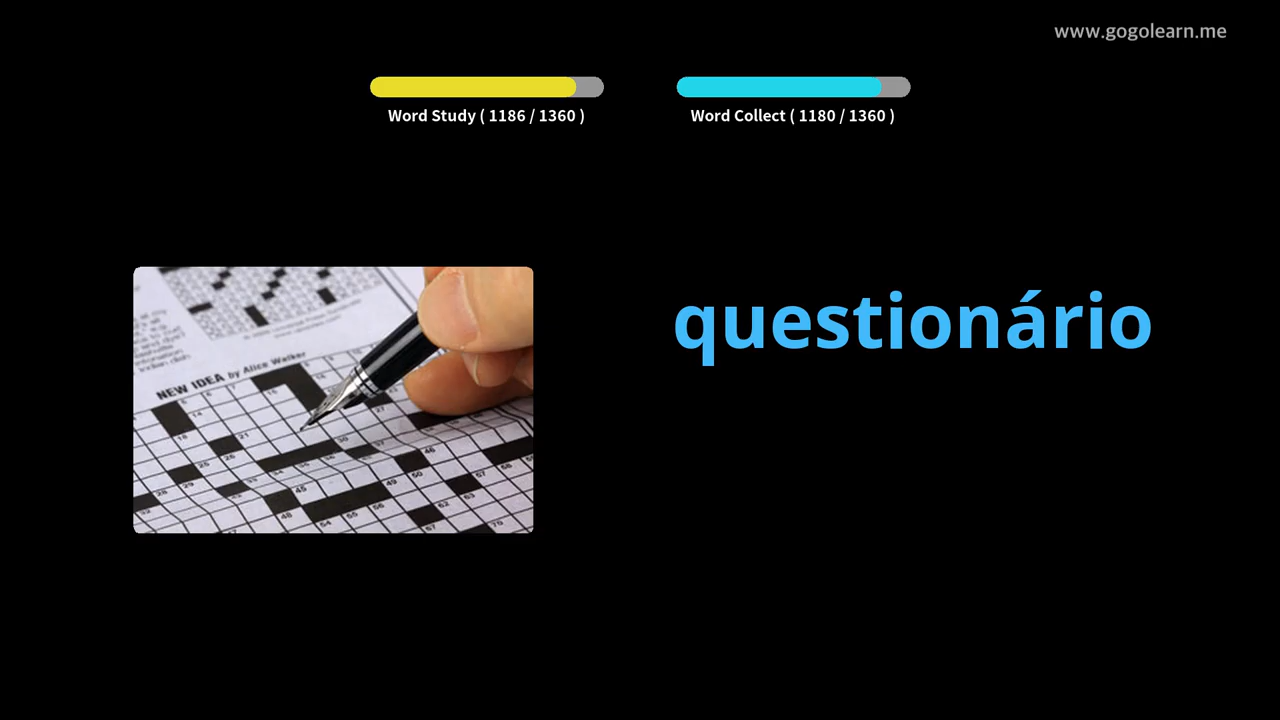 www.gogolearn.me
Word Study ( 1186 / 1360 )
Word Collect ( 1180 / 1360 )
questionário
NEW IDEA by Alice Walker